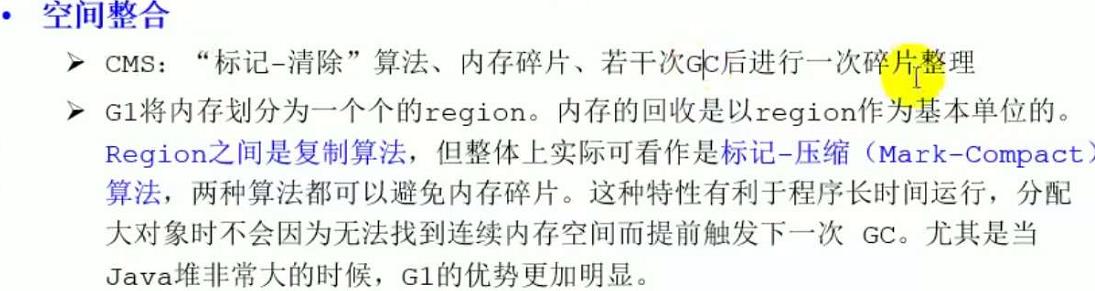 • 空间整合
➤ CMS：“标记-清除”算法、内存碎片、若干次GC后进行一次碎片整理
➤ G1将内存划分为一个个的region。内存的回收是以region作为基本单位的。
Region之间是复制算法，但整体上实际可看作是标记-压缩（Mark-Compact）
算法，两种算法都可以避免内存碎片。这种特性有利于程序长时间运行，分配
大对象时不会因为无法找到连续内存空间而提前触发下一次 GC。尤其是当
Java堆非常大的时候，G1的优势更加明显。